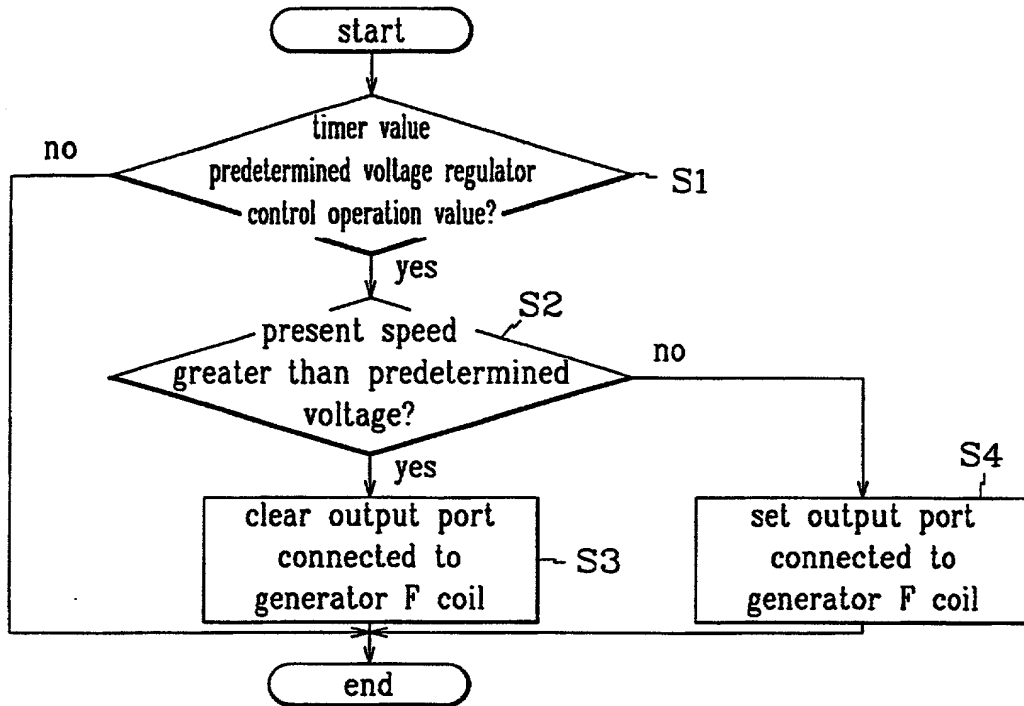 start
timer value
no
predetermined voltage regulator
S1
control operation value?
yes
S2
present speed
no
greater than predetermined
voltage?
yes
S4
clear output port
connected to
generator F coil
S3
set output port
connected to
generator F coil
end